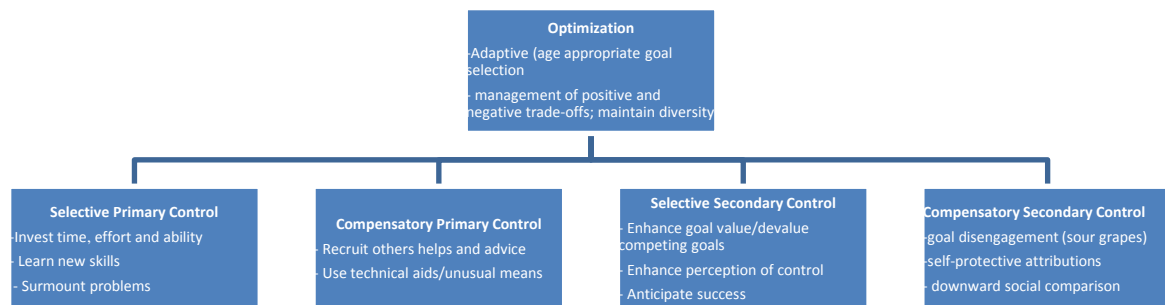 Optimization
-Adaptive (age appropriate goal
selection
- management of positive and
negative trade-offs; maintain diversity
Selective Primary Control
-Invest time, effort and ability
- Learn new skills
- Surmount problems
Compensatory Primary Control
- Recruit others helps and advice
- Use technical aids/unusual means
Selective Secondary Control
- Enhance goal value/devalue
competing goals
- Enhance perception of control
- Anticipate success
Compensatory Secondary Control
-goal disengagement (sour grapes)
-self-protective attributions
- downward social comparison